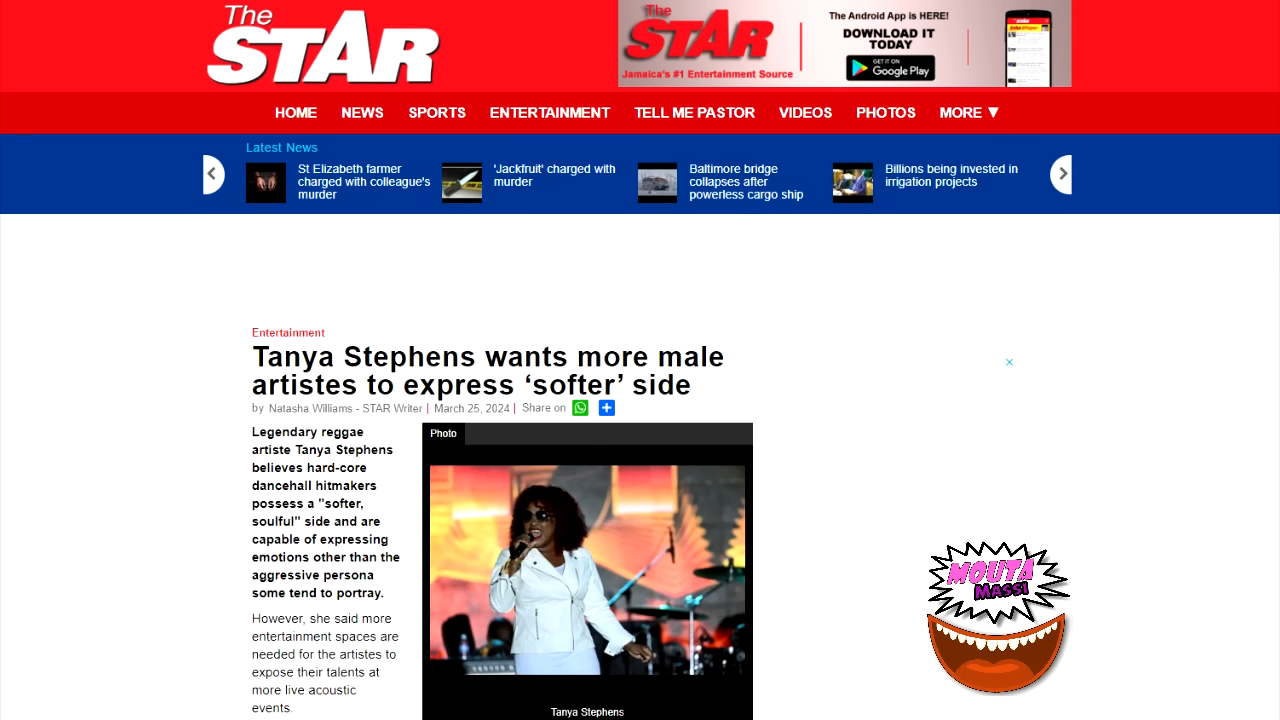 The
STAR
The
STAR
Jamaica's #1 Entertainment Source
The Android App is HERE!
DOWNLOAD IT
TODAY
GET IT ON
Google Play
HOME NEWS SPORTS ENTERTAINMENT TELL ME PASTOR VIDEOS PHOTOS MORE ▼
Latest News
St Elizabeth farmer
charged with colleague's
murder
'Jackfruit' charged with
murder
Baltimore bridge
collapses after
powerless cargo ship
Billions being invested in
irrigation projects
Entertainment
Tanya Stephens wants more male
artistes to express ‘softer’ side
by Natasha Williams - STAR Writer | March 25, 2024 | Share on
Legendary reggae
artiste Tanya Stephens
believes hard-core
dancehall hitmakers
possess a "softer,
soulful" side and are
capable of expressing
emotions other than the
aggressive persona
some tend to portray.
However, she said more
entertainment spaces are
needed for the artistes to
expose their talents at
more live acoustic
events.
Photo
Tanya Stephens
MOUTA
MASSI